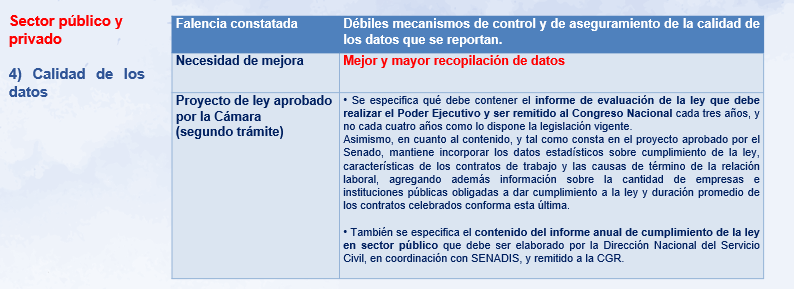 Sector público y
privado
4) Calidad de los
datos
Falencia constatada
Débiles mecanismos de control y de aseguramiento de la calidad de
los datos que se reportan.
Necesidad de mejora
Mejor y mayor recopilación de datos
Proyecto de ley aprobado
por la Cámara
(segundo trámite)
• Se especifica qué debe contener el informe de evaluación de la ley que debe
realizar el Poder Ejecutivo y ser remitido al Congreso Nacional cada tres años, y
no cada cuatro años como lo dispone la legislación vigente.
Asimismo, en cuanto al contenido, y tal como consta en el proyecto aprobado por el
Senado, mantiene incorporar los datos estadísticos sobre cumplimiento de la ley,
características de los contratos de trabajo y las causas de término de la relación
laboral, agregando además información sobre la cantidad de empresas e
instituciones públicas obligadas a dar cumplimiento a la ley y duración promedio de
los contratos celebrados conforma esta última.
• También se especifica el contenido del informe anual de cumplimiento de la ley
en sector público que debe ser elaborado por la Dirección Nacional del Servicio
Civil, en coordinación con SENADIS, y remitido a la CGR.